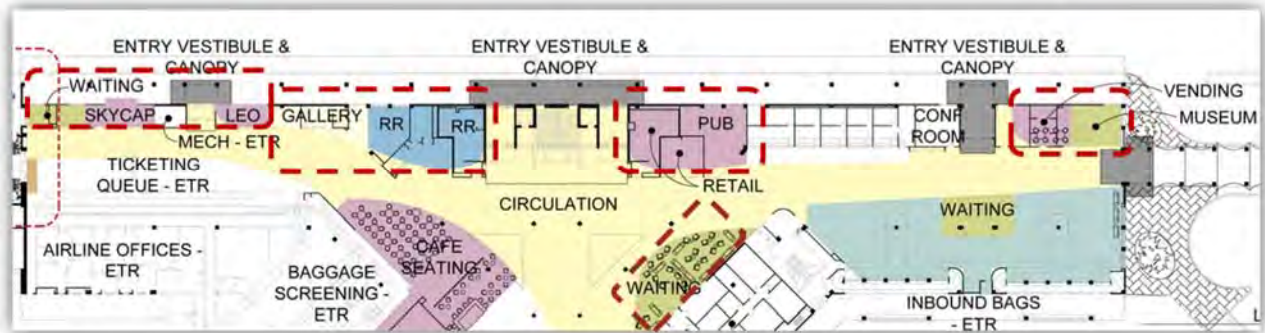 ENTRY VESTIBULE &
CANOPY
ENTRY VESTIBULE &
CANOPY
ENTRY VESTIBULE &
CANOPY
WAITING
SKYCAP
LEO
MECH - ETR
GALLERY
RR
RR
PUB
RETAIL
CONF
ROOM
VENDING
MUSEUM
TICKETING
QUEUE - ETR
CIRCULATION
WAITING
AIRLINE OFFICES -
ETR
CAFE
SEATING
BAGGAGE
SCREENING -
ETR
WAITING
INBOUND BAGS
- ETR
L